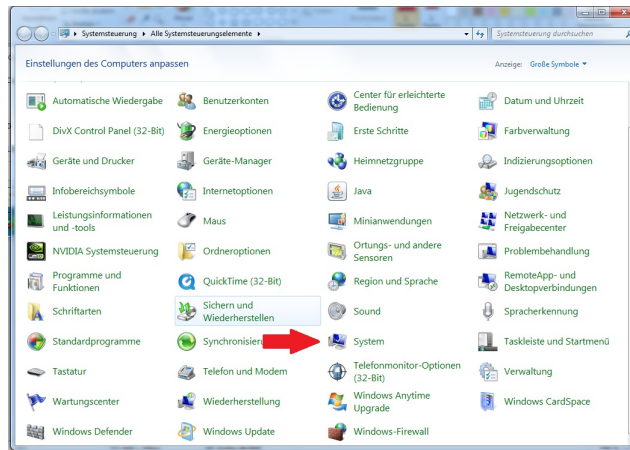 Systemsteuerung Alle Systemsteuerungselemente
Systemsteuerung durchsuchen
Einstellungen des Computers anpassen
Anzeige: Große Symbole
Automatische Wiedergabe
Benutzerkonten
Center für erleichterte
Bedienung
Datum und Uhrzeit
DivX Control Panel (32-Bit)
Energieoptionen
Erste Schritte
Farbverwaltung
Geräte und Drucker
Geräte-Manager
Heimnetzgruppe
Indizierungsoptionen
Infobereichsymbole
Internetoptionen
Java
Jugendschutz
Leistungsinformationen
und -tools
Maus
Minianwendungen
Netzwerk- und
Freigabecenter
NVIDIA Systemsteuerung
Ordneroptionen
Ortungs- und andere
Sensoren
Problembehandlung
Programme und
Funktionen
QuickTime (32-Bit)
Region und Sprache
RemoteApp- und
Desktopverbindungen
Schriftarten
Sichern und
Wiederherstellen
Sound
Spracherkennung
Standardprogramme
Synchronisieru
System
Taskleiste und Startmenü
Tastatur
Telefon und Modem
Telefonmonitor-Optionen
(32-Bit)
Verwaltung
Wartungscenter
Wiederherstellung
Windows Anytime
Upgrade
Windows CardSpace
Windows Defender
Windows Update
Windows-Firewall